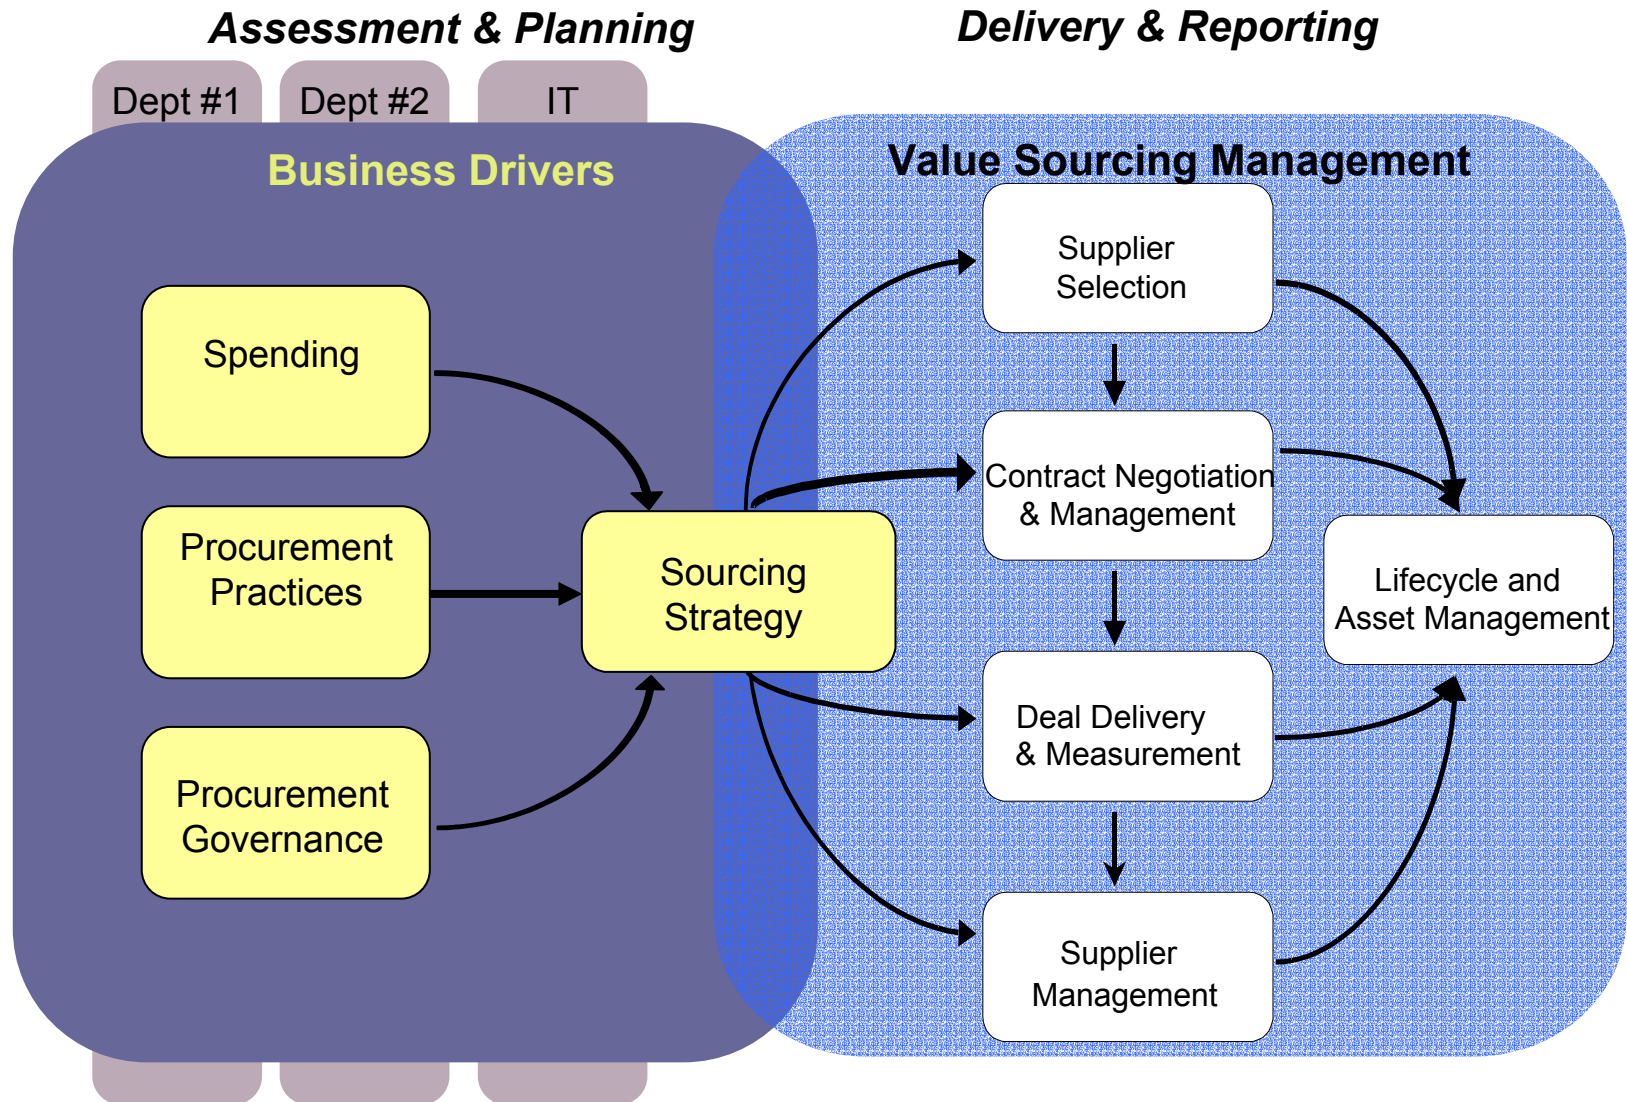 Assessment & Planning
Delivery & Reporting
Dept #1
Dept #2
IT
Business Drivers
Value Sourcing Management
Spending
Procurement
Practices
Procurement
Governance
Sourcing
Strategy
Supplier
Selection
Contract Negotiation
& Management
Deal Delivery
& Measurement
Supplier
Management
Lifecycle and
Asset Management